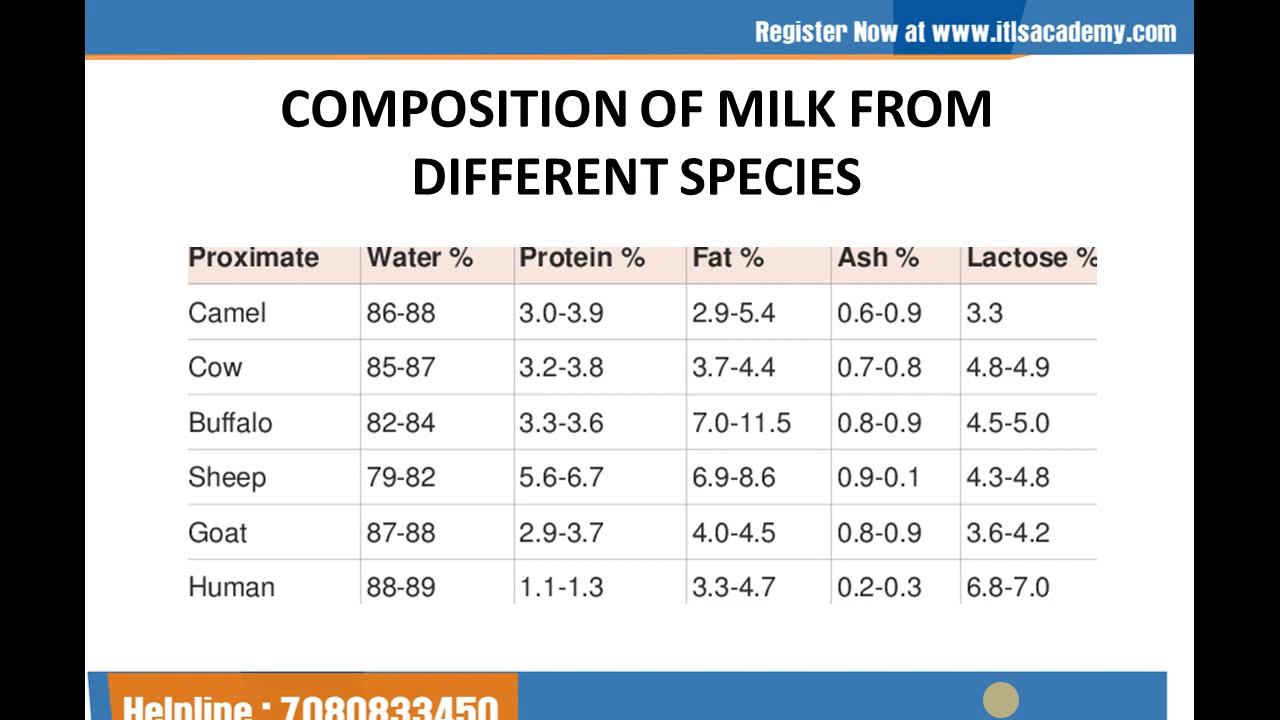 Register Now at www.itlsacademy.com
COMPOSITION OF MILK FROM
DIFFERENT SPECIES
Proximate Water % Protein % Fat % Ash % Lactose %
Camel 86-88 3.0-3.9 2.9-5.4 0.6-0.9 3.3
Cow 85-87 3.2-3.8 3.7-4.4 0.7-0.8 4.8-4.9
Buffalo 82-84 3.3-3.6 7.0-11.5 0.8-0.9 4.5-5.0
Sheep 79-82 5.6-6.7 6.9-8.6 0.9-0.1 4.3-4.8
Goat 87-88 2.9-3.7 4.0-4.5 0.8-0.9 3.6-4.2
Human 88-89 1.1-1.3 3.3-4.7 0.2-0.3 6.8-7.0
Helpline : 7080833450